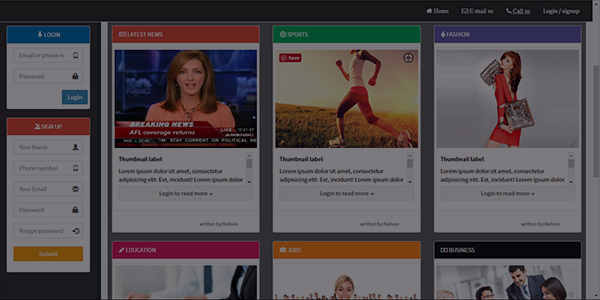 Home E-mail us Call us Login / signup
LOGIN
Email or phone n
Password
Login
SIGN UP
Your Name
Phone number
Your Email
Password
Retype password
Submit
LATEST NEWS
BREAKING NEWS
AFL coverage returns
STAY CURRENT ON POLITICAL N
Thumbnail label
Lorem ipsum dolor sit amet, consectetur
adipisicing elit. Est, incidunt! Lorem ipsum dolor
Login to read more »
written by Nelson
SPORTS
Save
Thumbnail label
Lorem ipsum dolor sit amet, consectetur
adipisicing elit. Est, incidunt! Lorem ipsum dolor
Login to read more »
written by Nelson
FASHION
Thumbnail label
Lorem ipsum dolor sit amet, consectetur
adipisicing elit. Est, incidunt! Lorem ipsum dolor
Login to read more »
written by Nelson
EDUCATION
JOBS
BUSINESS